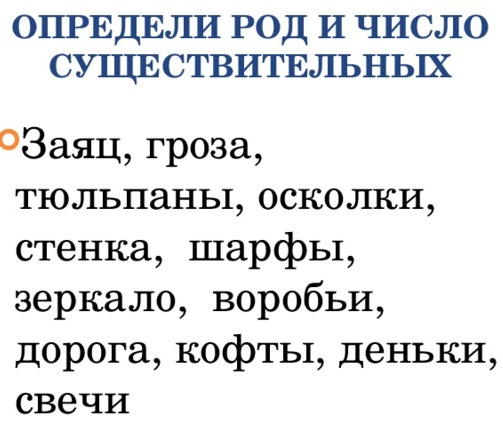 ОПРЕДЕЛИ РОД И ЧИСЛО
СУЩЕСТВИТЕЛЬНЫХ
Заяц, гроза,
тюльпаны, осколки,
стенка, шарфы,
зеркало, воробьи,
дорога, кофты, деньки,
свечи